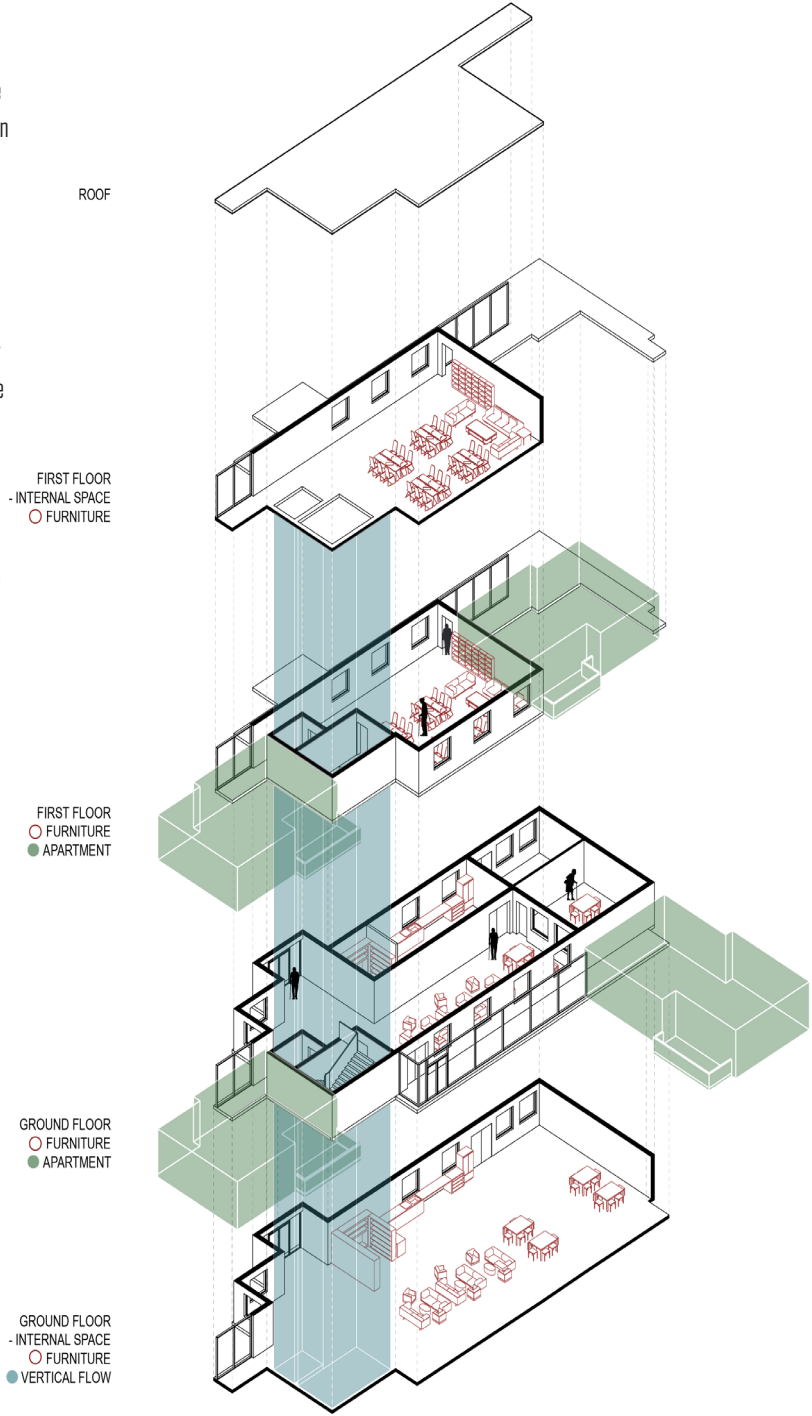 ROOF
FIRST FLOOR
- INTERNAL SPACE
FURNITURE
FIRST FLOOR
FURNITURE
APARTMENT
GROUND FLOOR
FURNITURE
APARTMENT
GROUND FLOOR
- INTERNAL SPACE
FURNITURE
VERTICAL FLOW